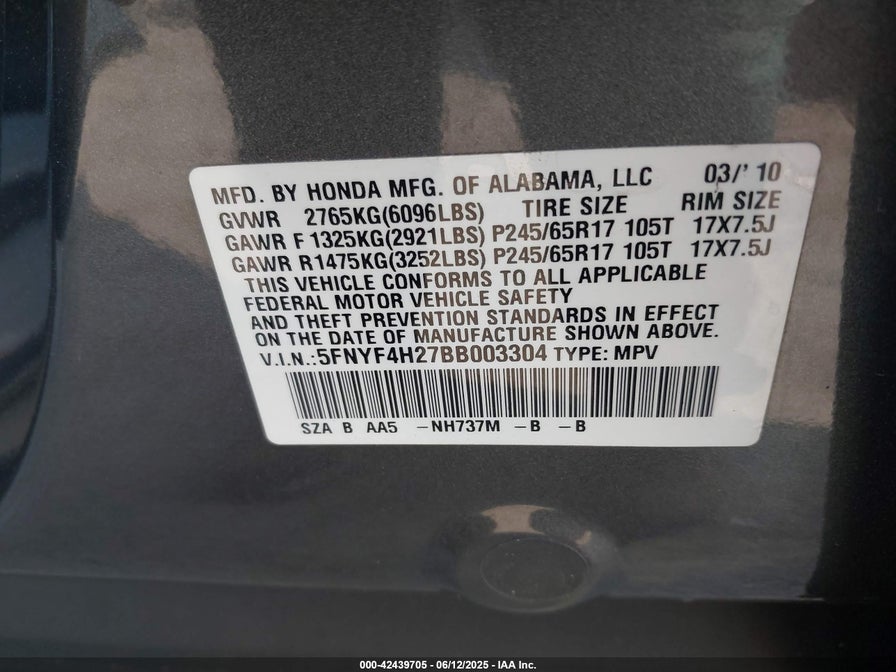 MFD. BY HONDA MFG. OF ALABAMA, LLC 03/' 10
GVWR 2765KG(6096LBS) TIRE SIZE RIM SIZE
GAWR F 1325KG(2921LBS) P245/65R17 105T 17X7.5J
GAWR R1475KG(3252LBS) P245/65R17 105T 17X7.5J
THIS VEHICLE CONFORMS TO ALL APPLICABLE
FEDERAL MOTOR VEHICLE SAFETY
AND THEFT PREVENTION STANDARDS IN EFFECT
ON THE DATE OF MANUFACTURE SHOWN ABOVE.
V.I.N.:5FNYF4H27BB003304 TYPE: MPV
SZA B AA5 -NH737M -B -B
000-42439705 - 06/12/2025 - IAA Inc.